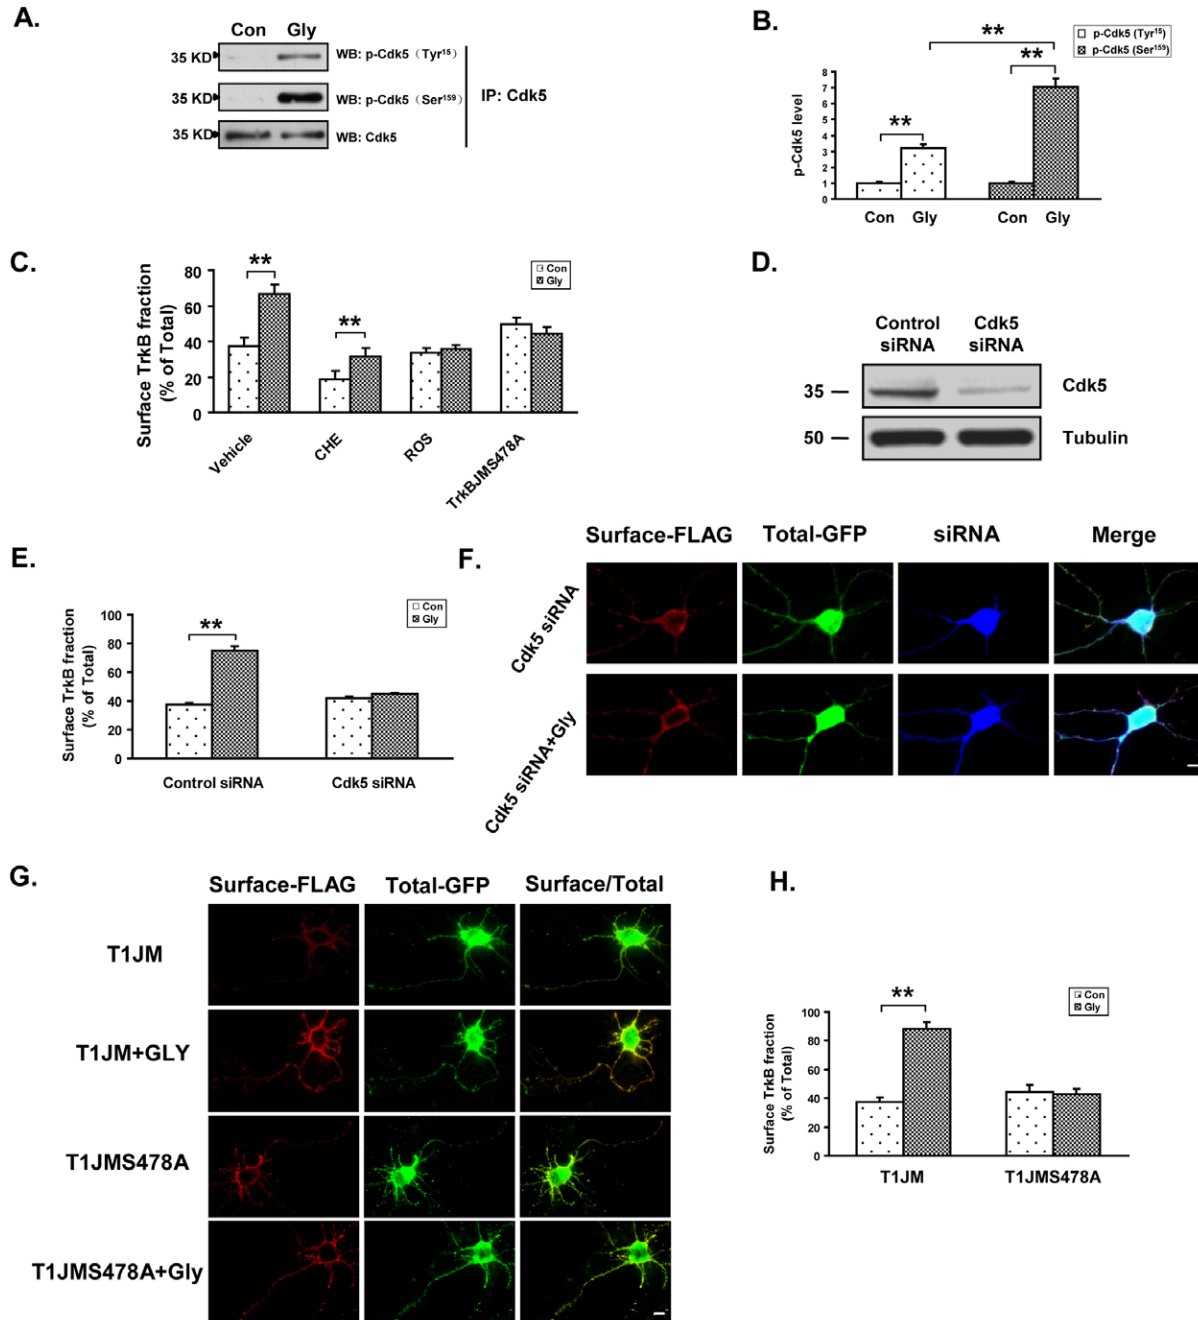 A.
Con Gly
35 KD WB: p-Cdk5 (Tyr15)
35 KD WB: p-Cdk5 (Ser159)
35 KD WB: Cdk5
IP: Cdk5
B.
p-Cdk5 (Tyr15)
p-Cdk5 (Ser159)
**
**
**
p-Cdk5 level
8
7
6
5
4
3
2
1
0
Con Gly Con Gly
C.
Con
Gly
**
**
Surface TrkB fraction
(% of Total)
80
60
40
20
0
Vehicle CHE ROS TrkBJMS478A
D.
Control
siRNA
Cdk5
siRNA
35 — Cdk5
50 — Tubulin
E.
Con
Gly
**
Surface TrkB fraction
(% of Total)
100
80
60
40
20
0
Control siRNA Cdk5 siRNA
F.
Surface-FLAG Total-GFP siRNA Merge
Cdk5 siRNA
Cdk5 siRNA+Gly
G.
Surface-FLAG Total-GFP Surface/Total
T1JM
T1JM+GLY
T1JMS478A
T1JMS478A+Gly
H.
Con
Gly
**
Surface TrkB fraction
(% of Total)
100
80
60
40
20
0
T1JM T1JMS478A